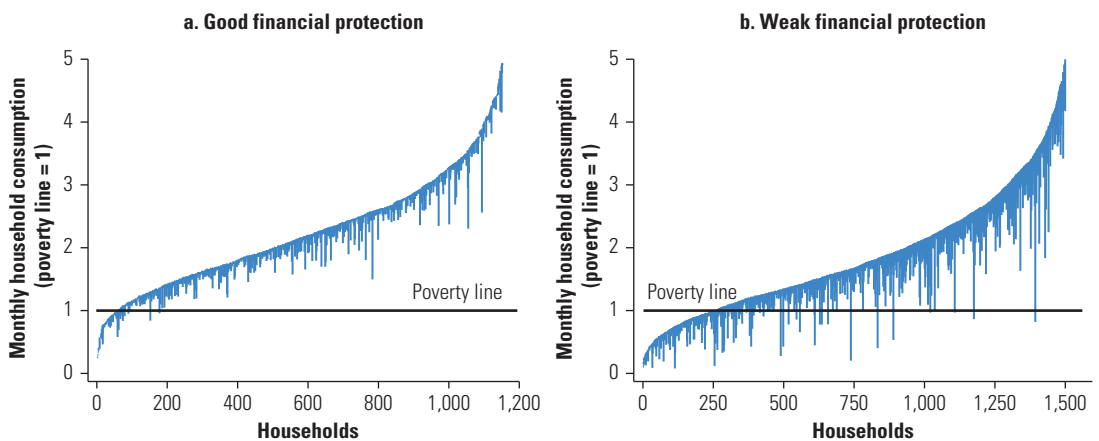 a. Good financial protection
Monthly household consumption
(poverty line = 1)
5
4
3
2
1
0
Poverty line
0
200
400
600
800
1,000
1,200
Households
b. Weak financial protection
Monthly household consumption
(poverty line = 1)
5
4
3
2
1
0
Poverty line
0
250
500
750
1,000
1,250
1,500
Households